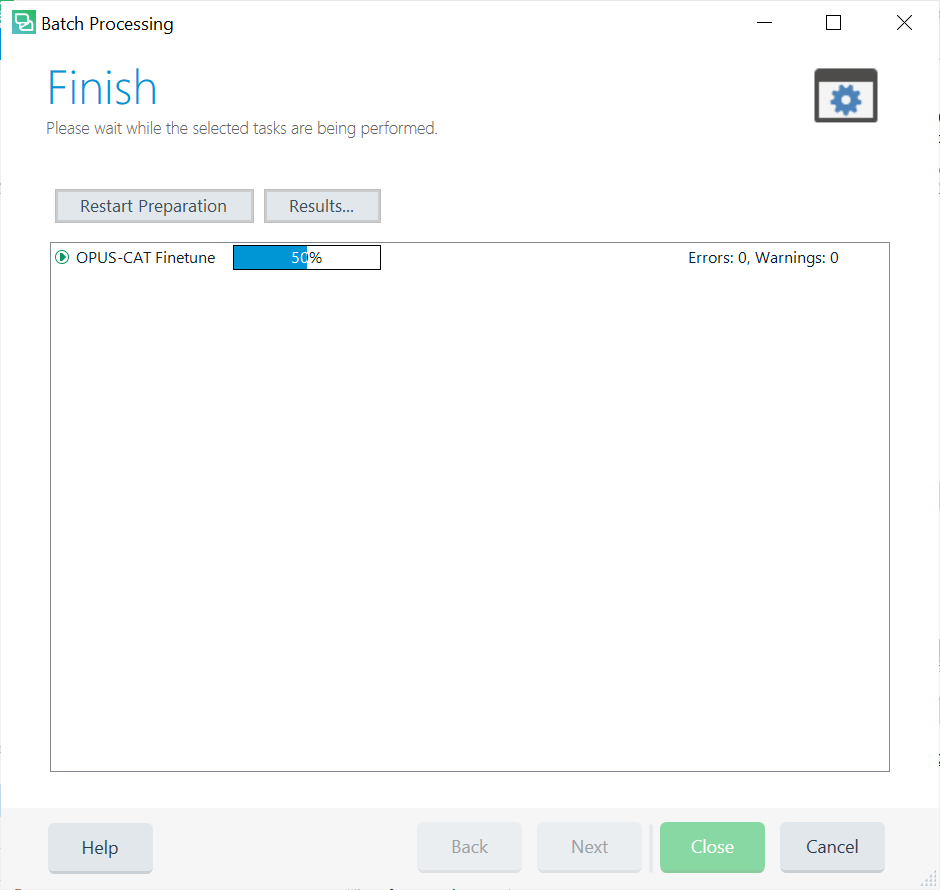 Batch Processing
Finish
Please wait while the selected tasks are being performed.
Restart Preparation
Results...
OPUS-CAT Finetune 50% Errors: 0, Warnings: 0
Help
Back
Next
Close
Cancel